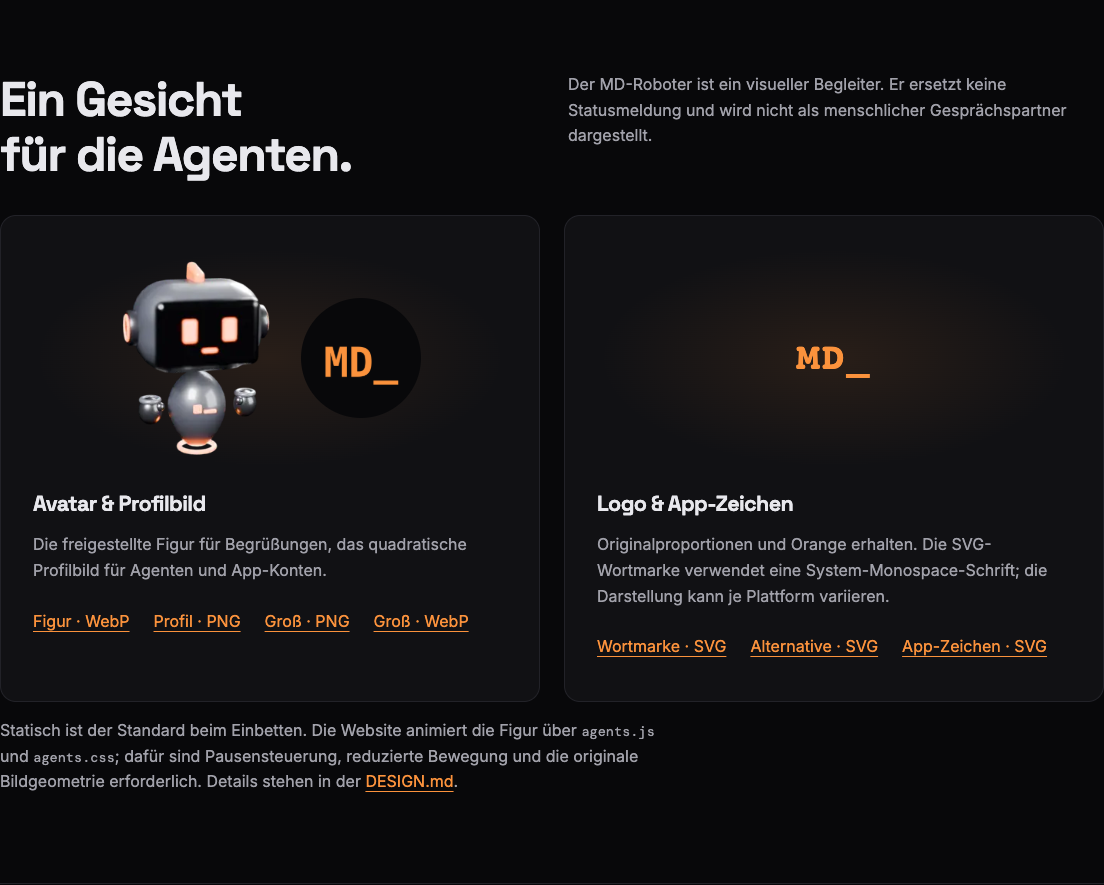 Ein Gesicht
für die Agenten.
Der MD-Roboter ist ein visueller Begleiter. Er ersetzt keine
Statusmeldung und wird nicht als menschlicher Gesprächspartner
dargestellt.
MD_
Avatar & Profilbild
Die freigestellte Figur für Begrüßungen, das quadratische
Profilbild für Agenten und App-Konten.
Figur · WebP Profil · PNG Groß · PNG Groß · WebP
MD_
Logo & App-Zeichen
Originalproportionen und Orange erhalten. Die SVG-
Wortmarke verwendet eine System-Monospace-Schrift; die
Darstellung kann je Plattform variieren.
Wortmarke · SVG Alternative · SVG App-Zeichen · SVG
Statisch ist der Standard beim Einbetten. Die Website animiert die Figur über agents.js
und agents.css; dafür sind Pausensteuerung, reduzierte Bewegung und die originale
Bildgeometrie erforderlich. Details stehen in der DESIGN.md.